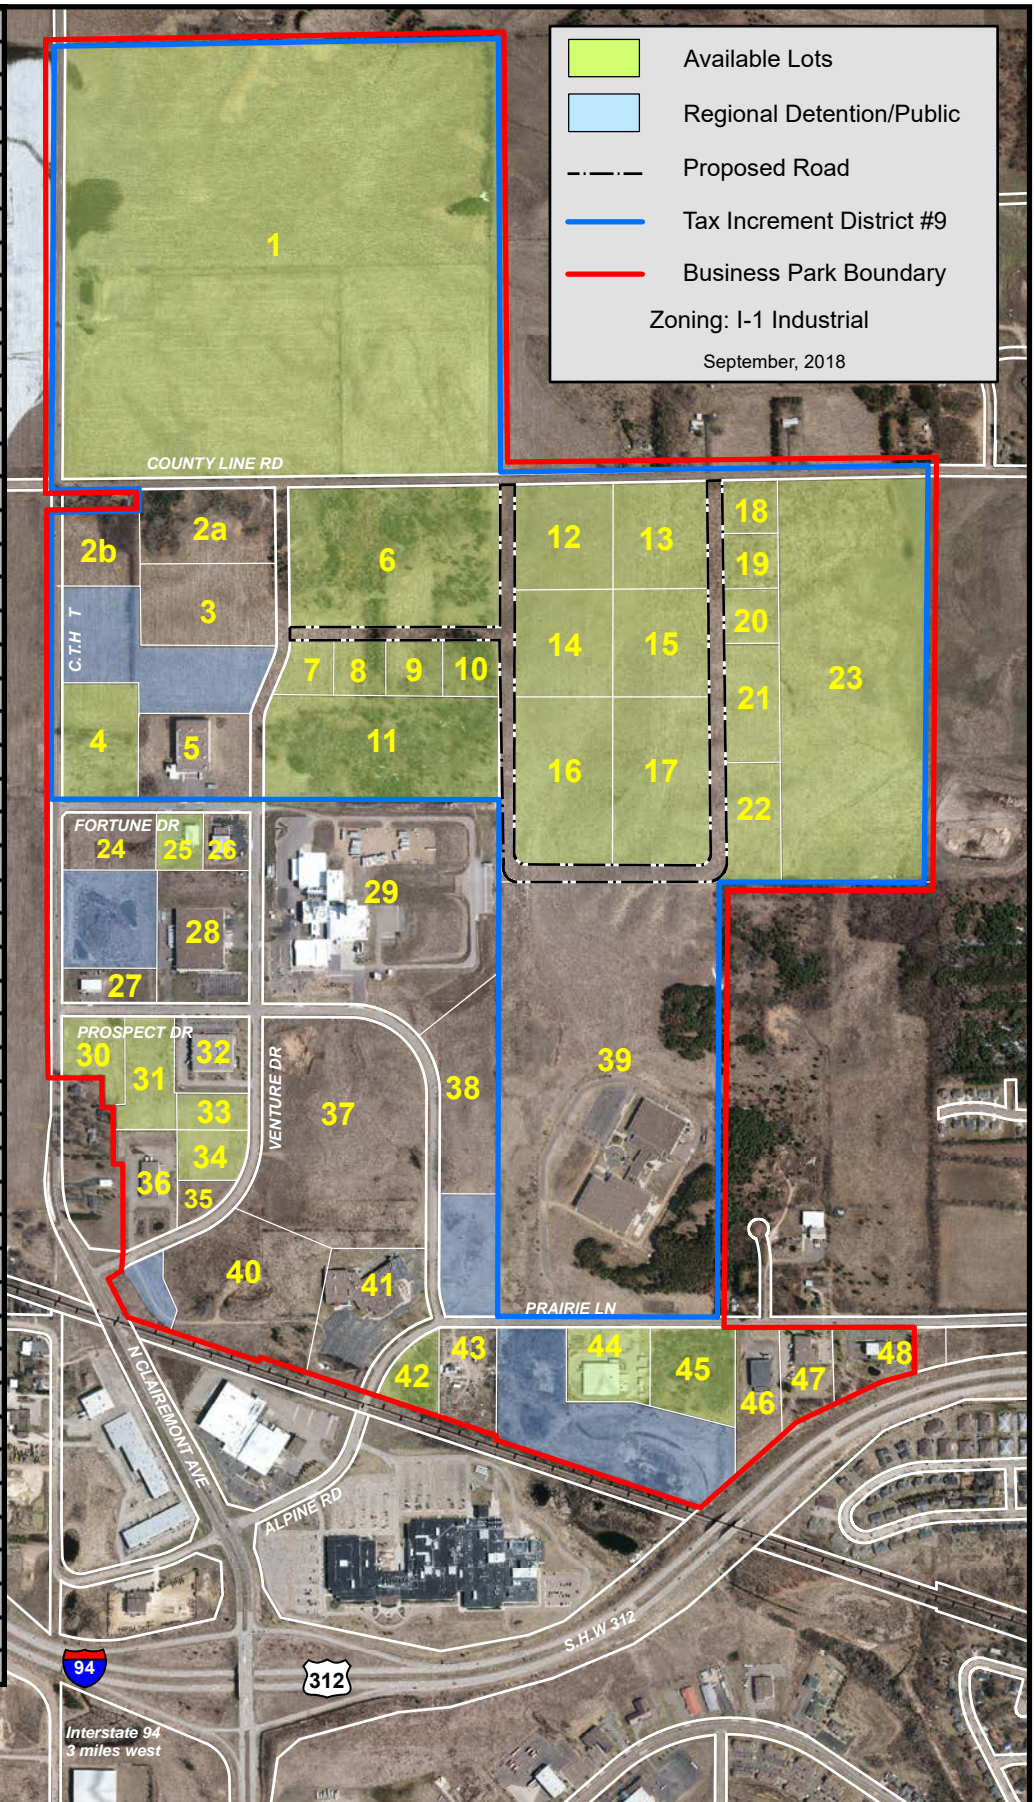 Available Lots
Regional Detention/Public
Proposed Road
Tax Increment District #9
Business Park Boundary
Zoning: I-1 Industrial
September, 2018
1
COUNTY LINE RD
2a
2b
3
C.T.H T
4
5
6
7
8
9
10
11
12
13
14
15
16
17
18
19
20
21
22
23
FORTUNE DR
24
25
26
27
28
29
PROSPECT DR
30
31
32
33
34
35
36
VENTURE DR
37
38
39
40
41
PRAIRIE LN
42
43
44
45
46
47
48
N CLAIREMONT AVE
ALPINE RD
S.H.W 312
94
312
Interstate 94
3 miles west